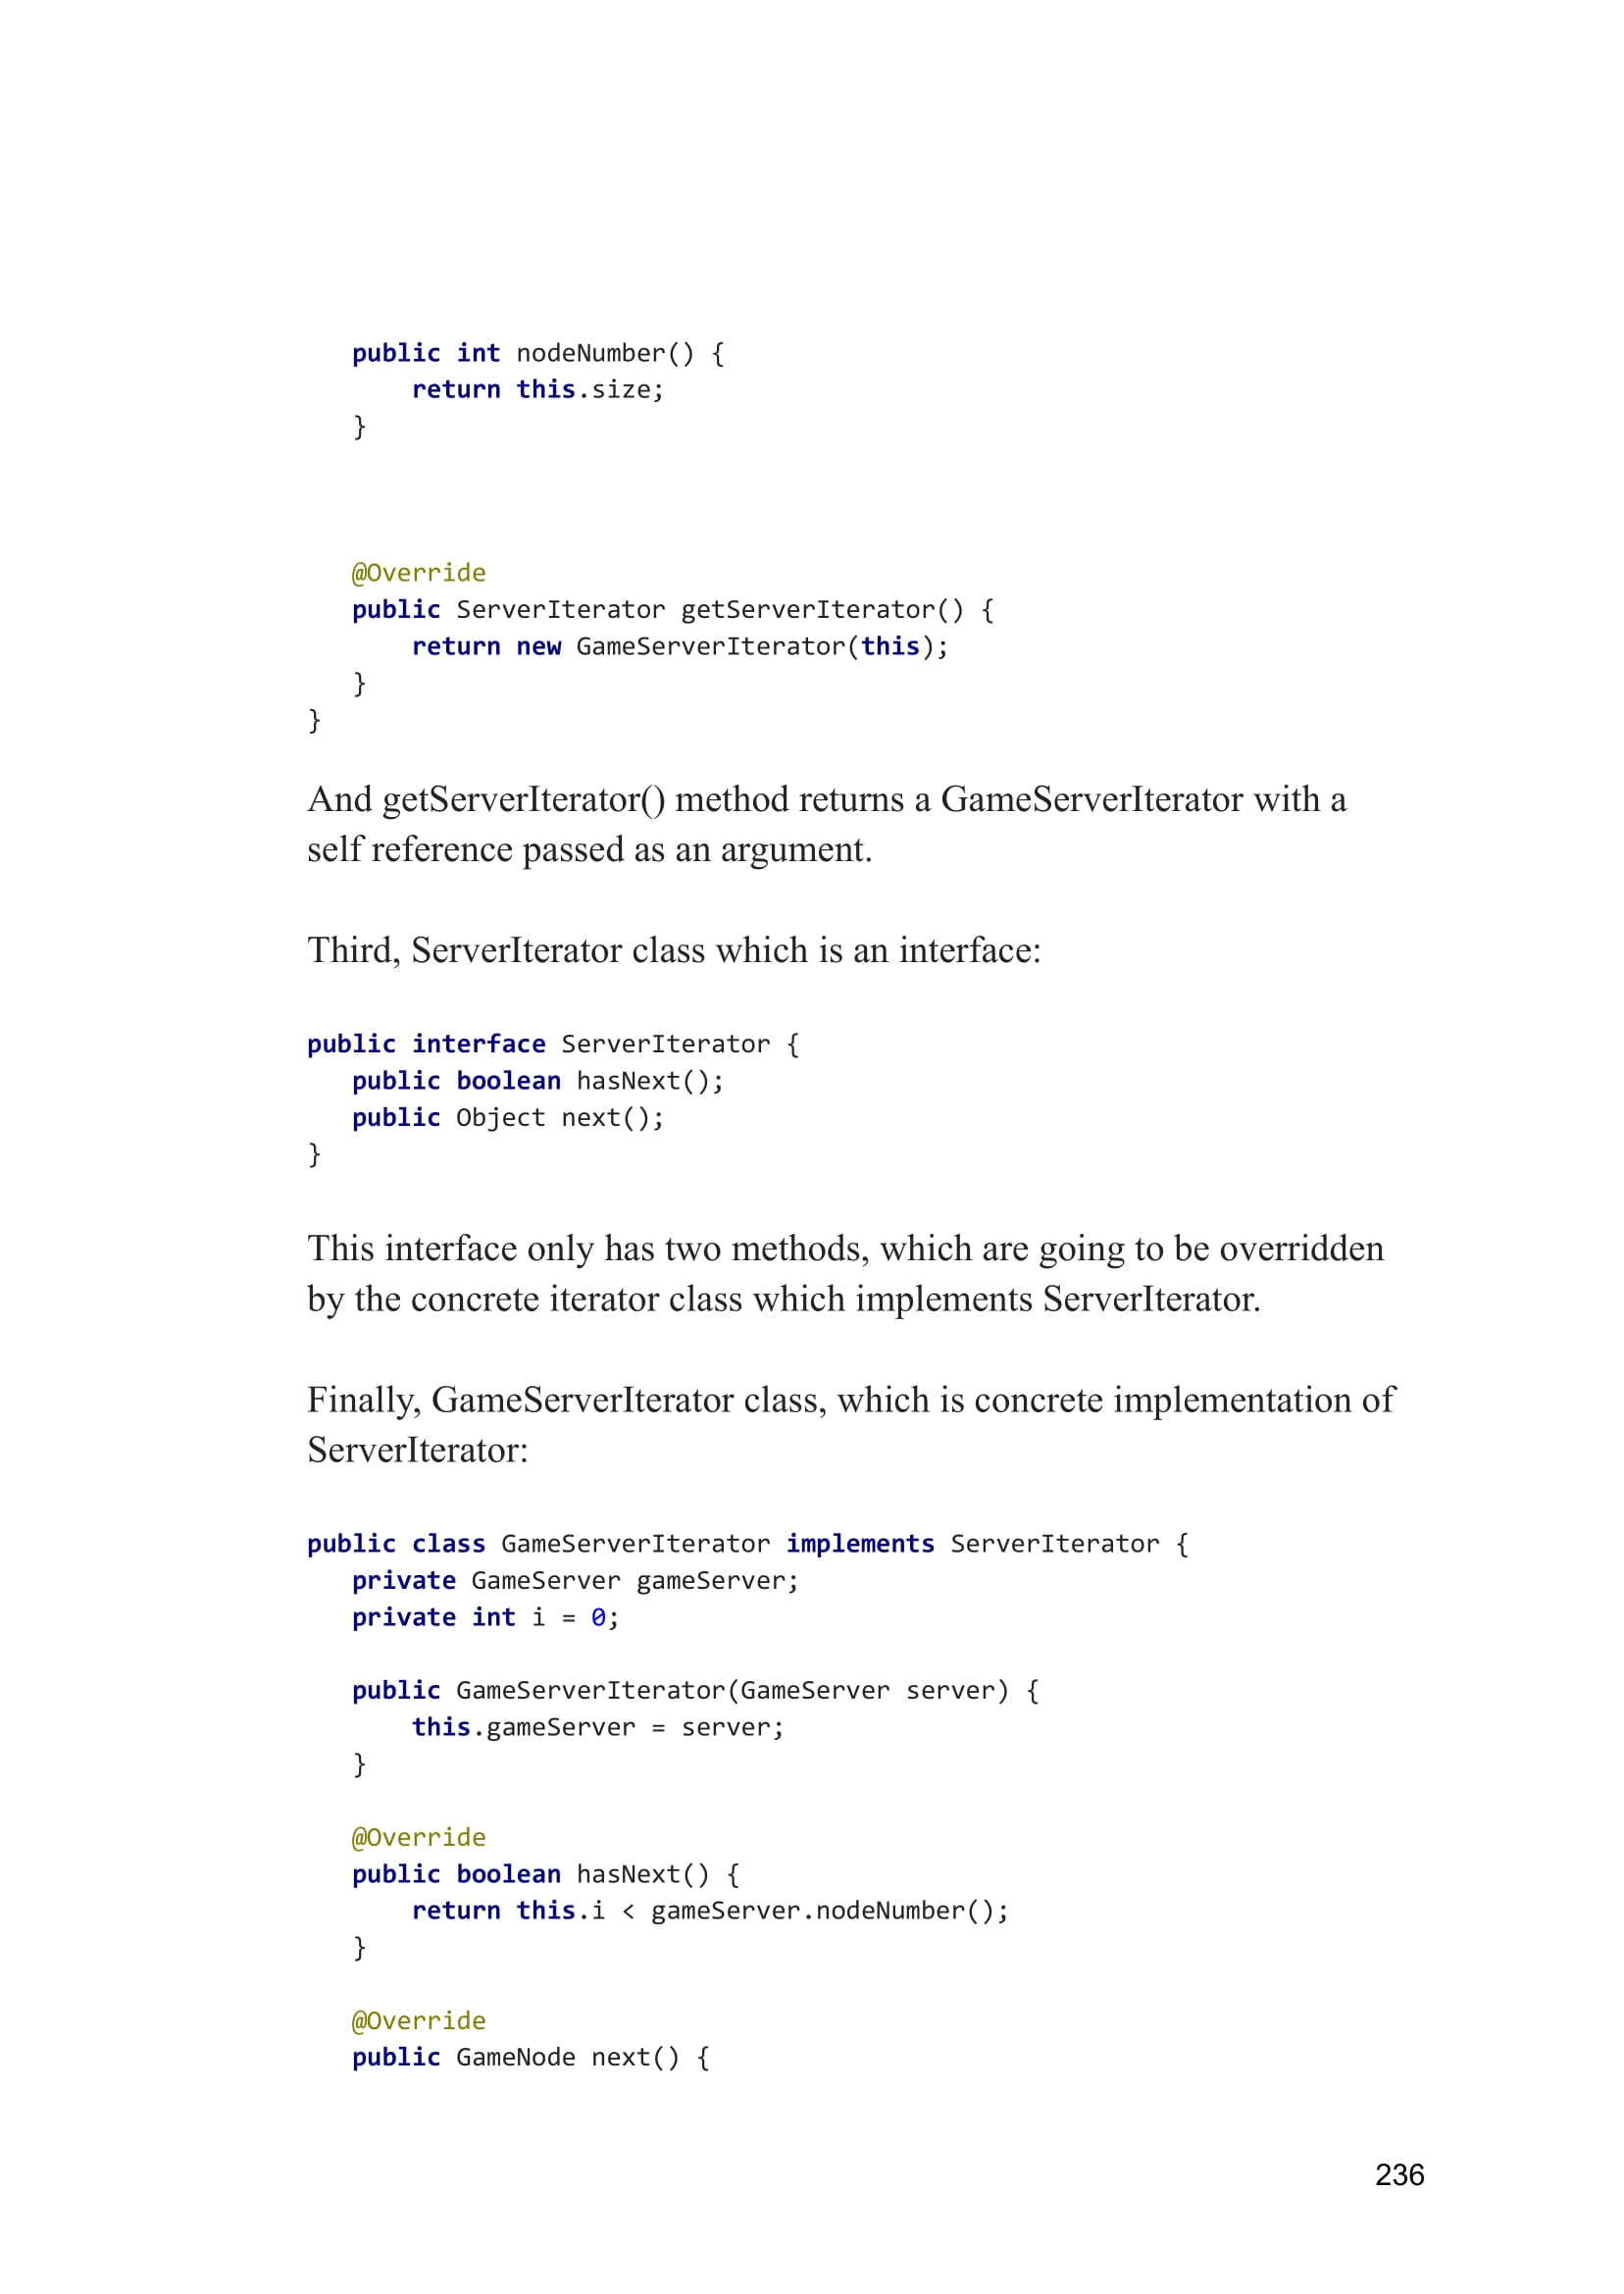 public int nodeNumber() {
return this.size;
}
@Override
public ServerIterator getServerIterator() {
return new GameServerIterator(this);
}
}
And getServerIterator() method returns a GameServerIterator with a
self reference passed as an argument.
Third, ServerIterator class which is an interface:
public interface ServerIterator {
public boolean hasNext();
public Object next();
}
This interface only has two methods, which are going to be overridden
by the concrete iterator class which implements ServerIterator.
Finally, GameServerIterator class, which is concrete implementation of
ServerIterator:
public class GameServerIterator implements ServerIterator {
private GameServer gameServer;
private int i = 0;
public GameServerIterator(GameServer server) {
this.gameServer = server;
}
@Override
public boolean hasNext() {
return this.i < gameServer.nodeNumber();
}
@Override
public GameNode next() {
236